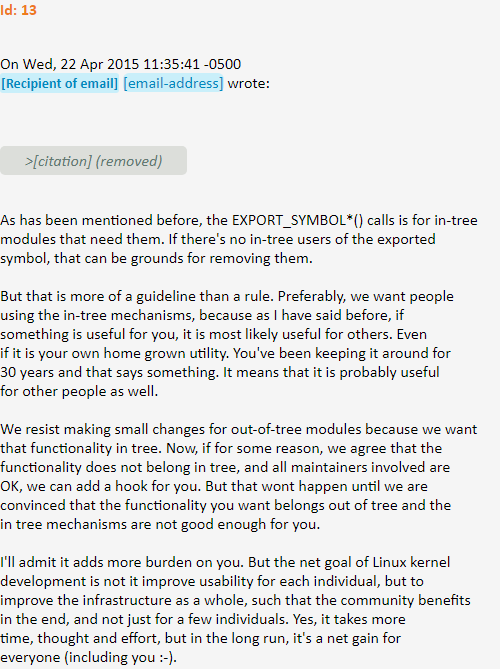 Id: 13
On Wed, 22 Apr 2015 11:35:41 -0500
[Recipient of email] [email-address] wrote:
>[citation] (removed)
As has been mentioned before, the EXPORT_SYMBOL*() calls is for in-tree
modules that need them. If there's no in-tree users of the exported
symbol, that can be grounds for removing them.
But that is more of a guideline than a rule. Preferably, we want people
using the in-tree mechanisms, because as I have said before, if
something is useful for you, it is most likely useful for others. Even
if it is your own home grown utility. You've been keeping it around for
30 years and that says something. It means that it is probably useful
for other people as well.
We resist making small changes for out-of-tree modules because we want
that functionality in tree. Now, if for some reason, we agree that the
functionality does not belong in tree, and all maintainers involved are
OK, we can add a hook for you. But that wont happen until we are
convinced that the functionality you want belongs out of tree and the
in tree mechanisms are not good enough for you.
I'll admit it adds more burden on you. But the net goal of Linux kernel
development is not it improve usability for each individual, but to
improve the infrastructure as a whole, such that the community benefits
in the end, and not just for a few individuals. Yes, it takes more
time, thought and effort, but in the long run, it's a net gain for
everyone (including you :-).